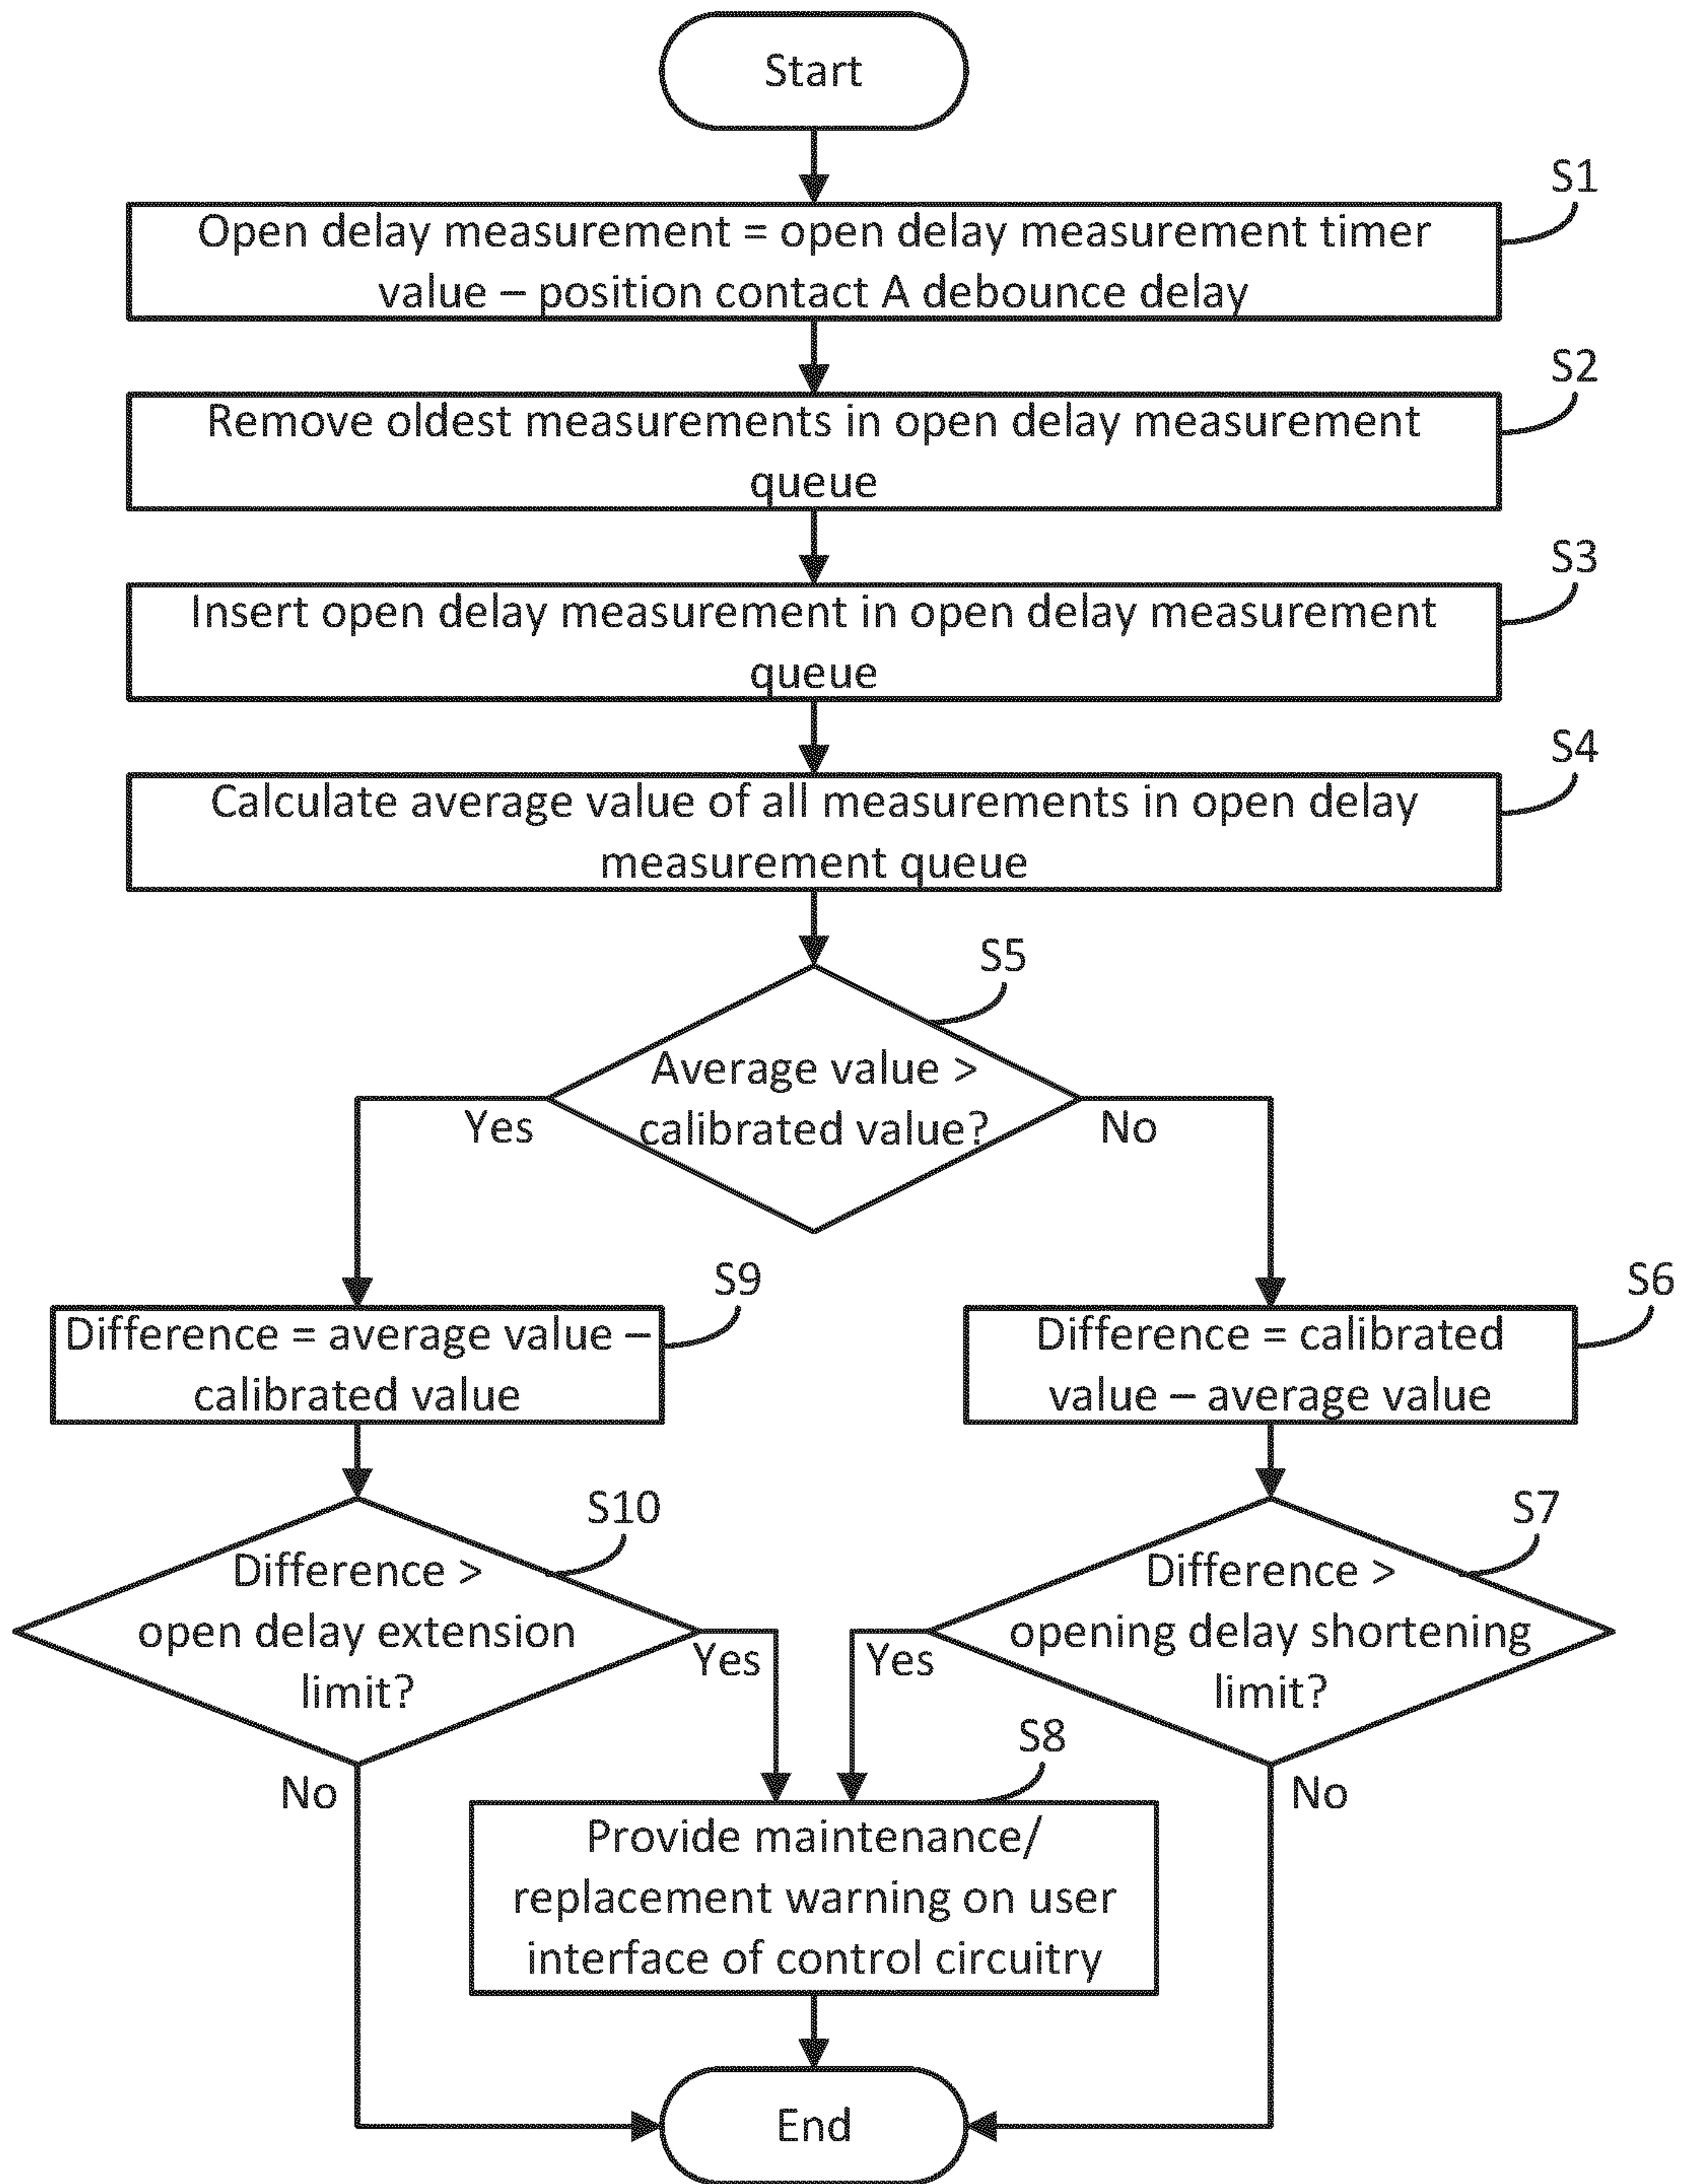 Start
S1
Open delay measurement = open delay measurement timer
value – position contact A debounce delay
S2
Remove oldest measurements in open delay measurement
queue
S3
Insert open delay measurement in open delay measurement
queue
S4
Calculate average value of all measurements in open delay
measurement queue
S5
Average value >
calibrated value?
Yes
No
S9
Difference = average value –
calibrated value
S6
Difference = calibrated
value – average value
S10
Difference >
open delay extension
limit?
Yes
No
S7
Difference >
opening delay shortening
limit?
Yes
No
S8
Provide maintenance/
replacement warning on user
interface of control circuitry
End